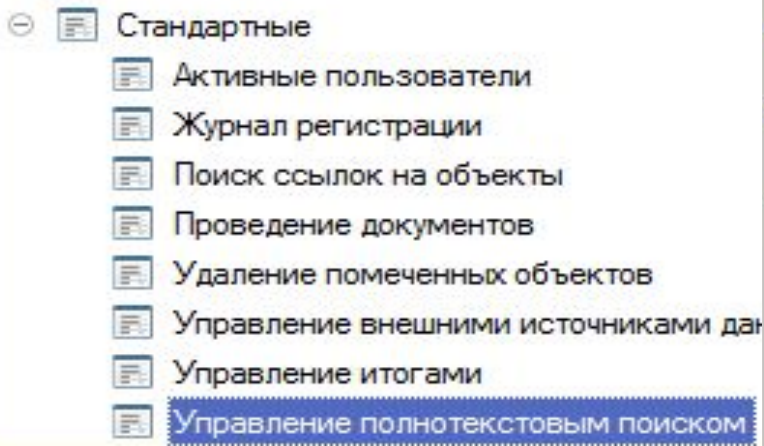 Стандартные
Активные пользователи
Журнал регистрации
Поиск ссылок на объекты
Проведение документов
Удаление помеченных объектов
Управление внешними источниками дан
Управление итогами
Управление полнотекстовым поиском